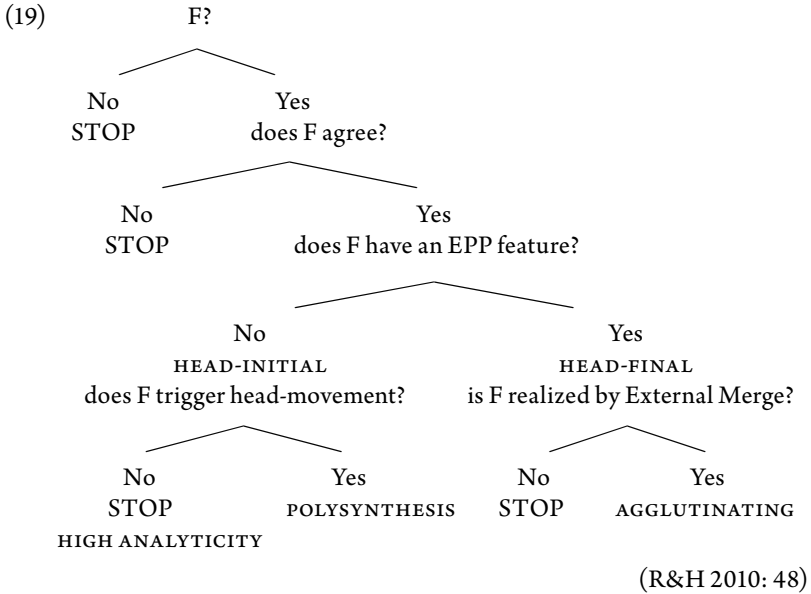 (19) F?
No Yes
STOP does F agree?
No Yes
STOP does F have an EPP feature?
No Yes
HEAD-INITIAL HEAD-FINAL
does F trigger head-movement? is F realized by External Merge?
No Yes No Yes
STOP POLYSYNTHESIS STOP AGGLUTINATING
HIGH ANALYTICITY
(R&H 2010: 48)